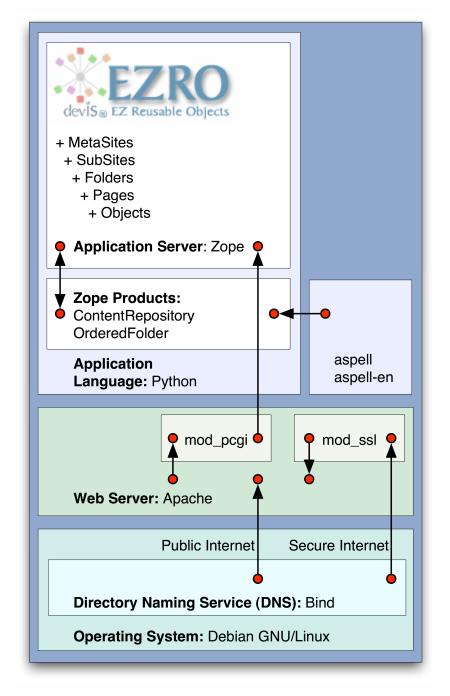 EZRO
devIS® EZ Reusable Objects
+ MetaSites
+ SubSites
+ Folders
+ Pages
+ Objects
Application Server: Zope
Zope Products:
ContentRepository
OrderedFolder
Application
Language: Python
aspell
aspell-en
mod_pcgi
mod_ssl
Web Server: Apache
Public Internet
Secure Internet
Directory Naming Service (DNS): Bind
Operating System: Debian GNU/Linux